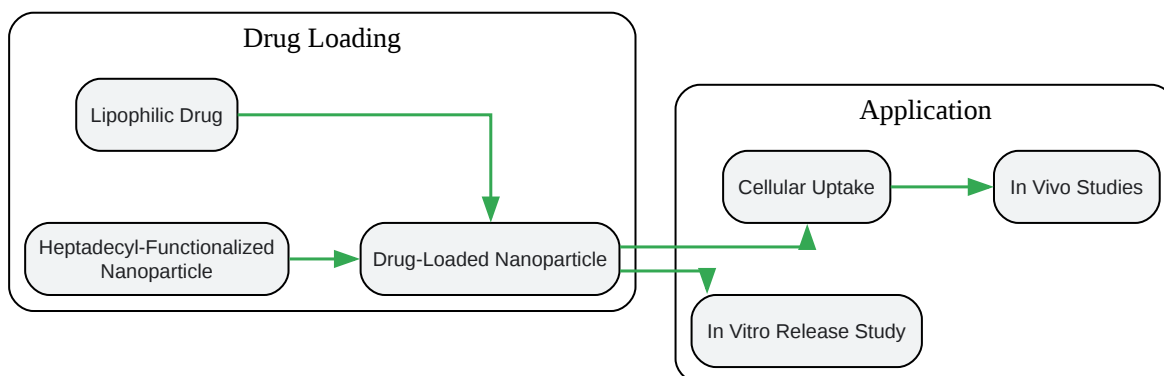 Drug Loading
Lipophilic Drug
Heptadecyl-Functionalized
Nanoparticle
Drug-Loaded Nanoparticle
Application
Cellular Uptake
In Vivo Studies
In Vitro Release Study